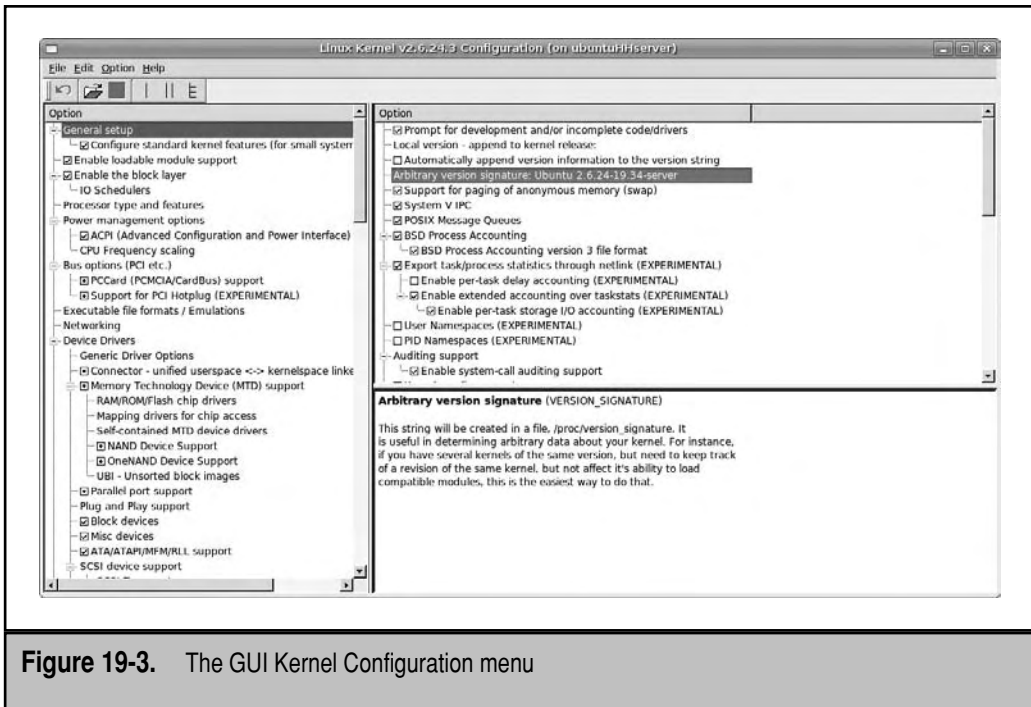 Linux Kernel v2.6.24.3 Configuration (on ubuntuHHserver)
File Edit Option Help
Option
General setup
Configure standard kernel features (for small system
Enable loadable module support
Enable the block layer
IO Schedulers
Processor type and features
Power management options
ACPI (Advanced Configuration and Power Interface)
CPU Frequency scaling
Bus options (PCI etc.)
PCCard (PCMCIA/CardBus) support
Support for PCI Hotplug (EXPERIMENTAL)
Executable file formats / Emulations
Networking
Device Drivers
Generic Driver Options
Connector - unified userspace <-> kernelspace linke
Memory Technology Device (MTD) support
RAM/ROM/Flash chip drivers
Mapping drivers for chip access
Self-contained MTD device drivers
NAND Device Support
OneNAND Device Support
UBI - Unsorted block images
Parallel port support
Plug and Play support
Block devices
Misc devices
ATA/ATAPI/MFM/RLL support
SCSI device support
Option
Prompt for development and/or incomplete code/drivers
Local version - append to kernel release:
Automatically append version information to the version string
Arbitrary version signature: Ubuntu 2.6.24-19.34-server
Support for paging of anonymous memory (swap)
System V IPC
POSIX Message Queues
BSD Process Accounting
BSD Process Accounting version 3 file format
Export task/process statistics through netlink (EXPERIMENTAL)
Enable per-task delay accounting (EXPERIMENTAL)
Enable extended accounting over taskstats (EXPERIMENTAL)
Enable per-task storage I/O accounting (EXPERIMENTAL)
User Namespaces (EXPERIMENTAL)
PID Namespaces (EXPERIMENTAL)
Auditing support
Enable system-call auditing support
Arbitrary version signature (VERSION_SIGNATURE)
This string will be created in a file, /proc/version_signature. It
is useful in determining arbitrary data about your kernel. For instance,
if you have several kernels of the same version, but need to keep track
of a revision of the same kernel, but not affect it's ability to load
compatible modules, this is the easiest way to do that.
Figure 19-3. The GUI Kernel Configuration menu